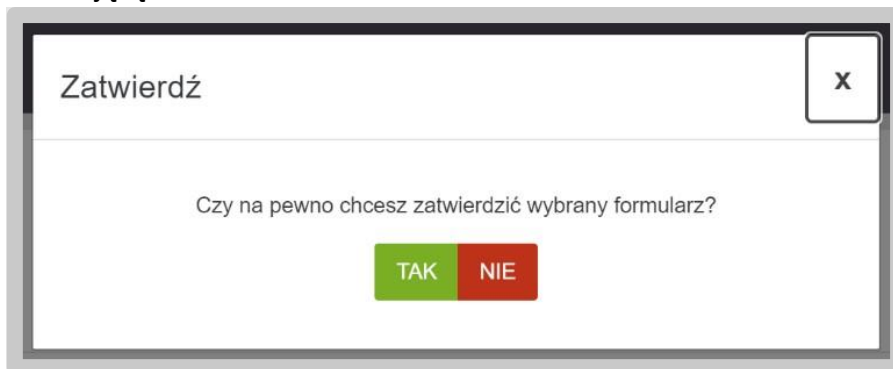 Zatwierdź
x
Czy na pewno chcesz zatwierdzić wybrany formularz?
TAK NIE